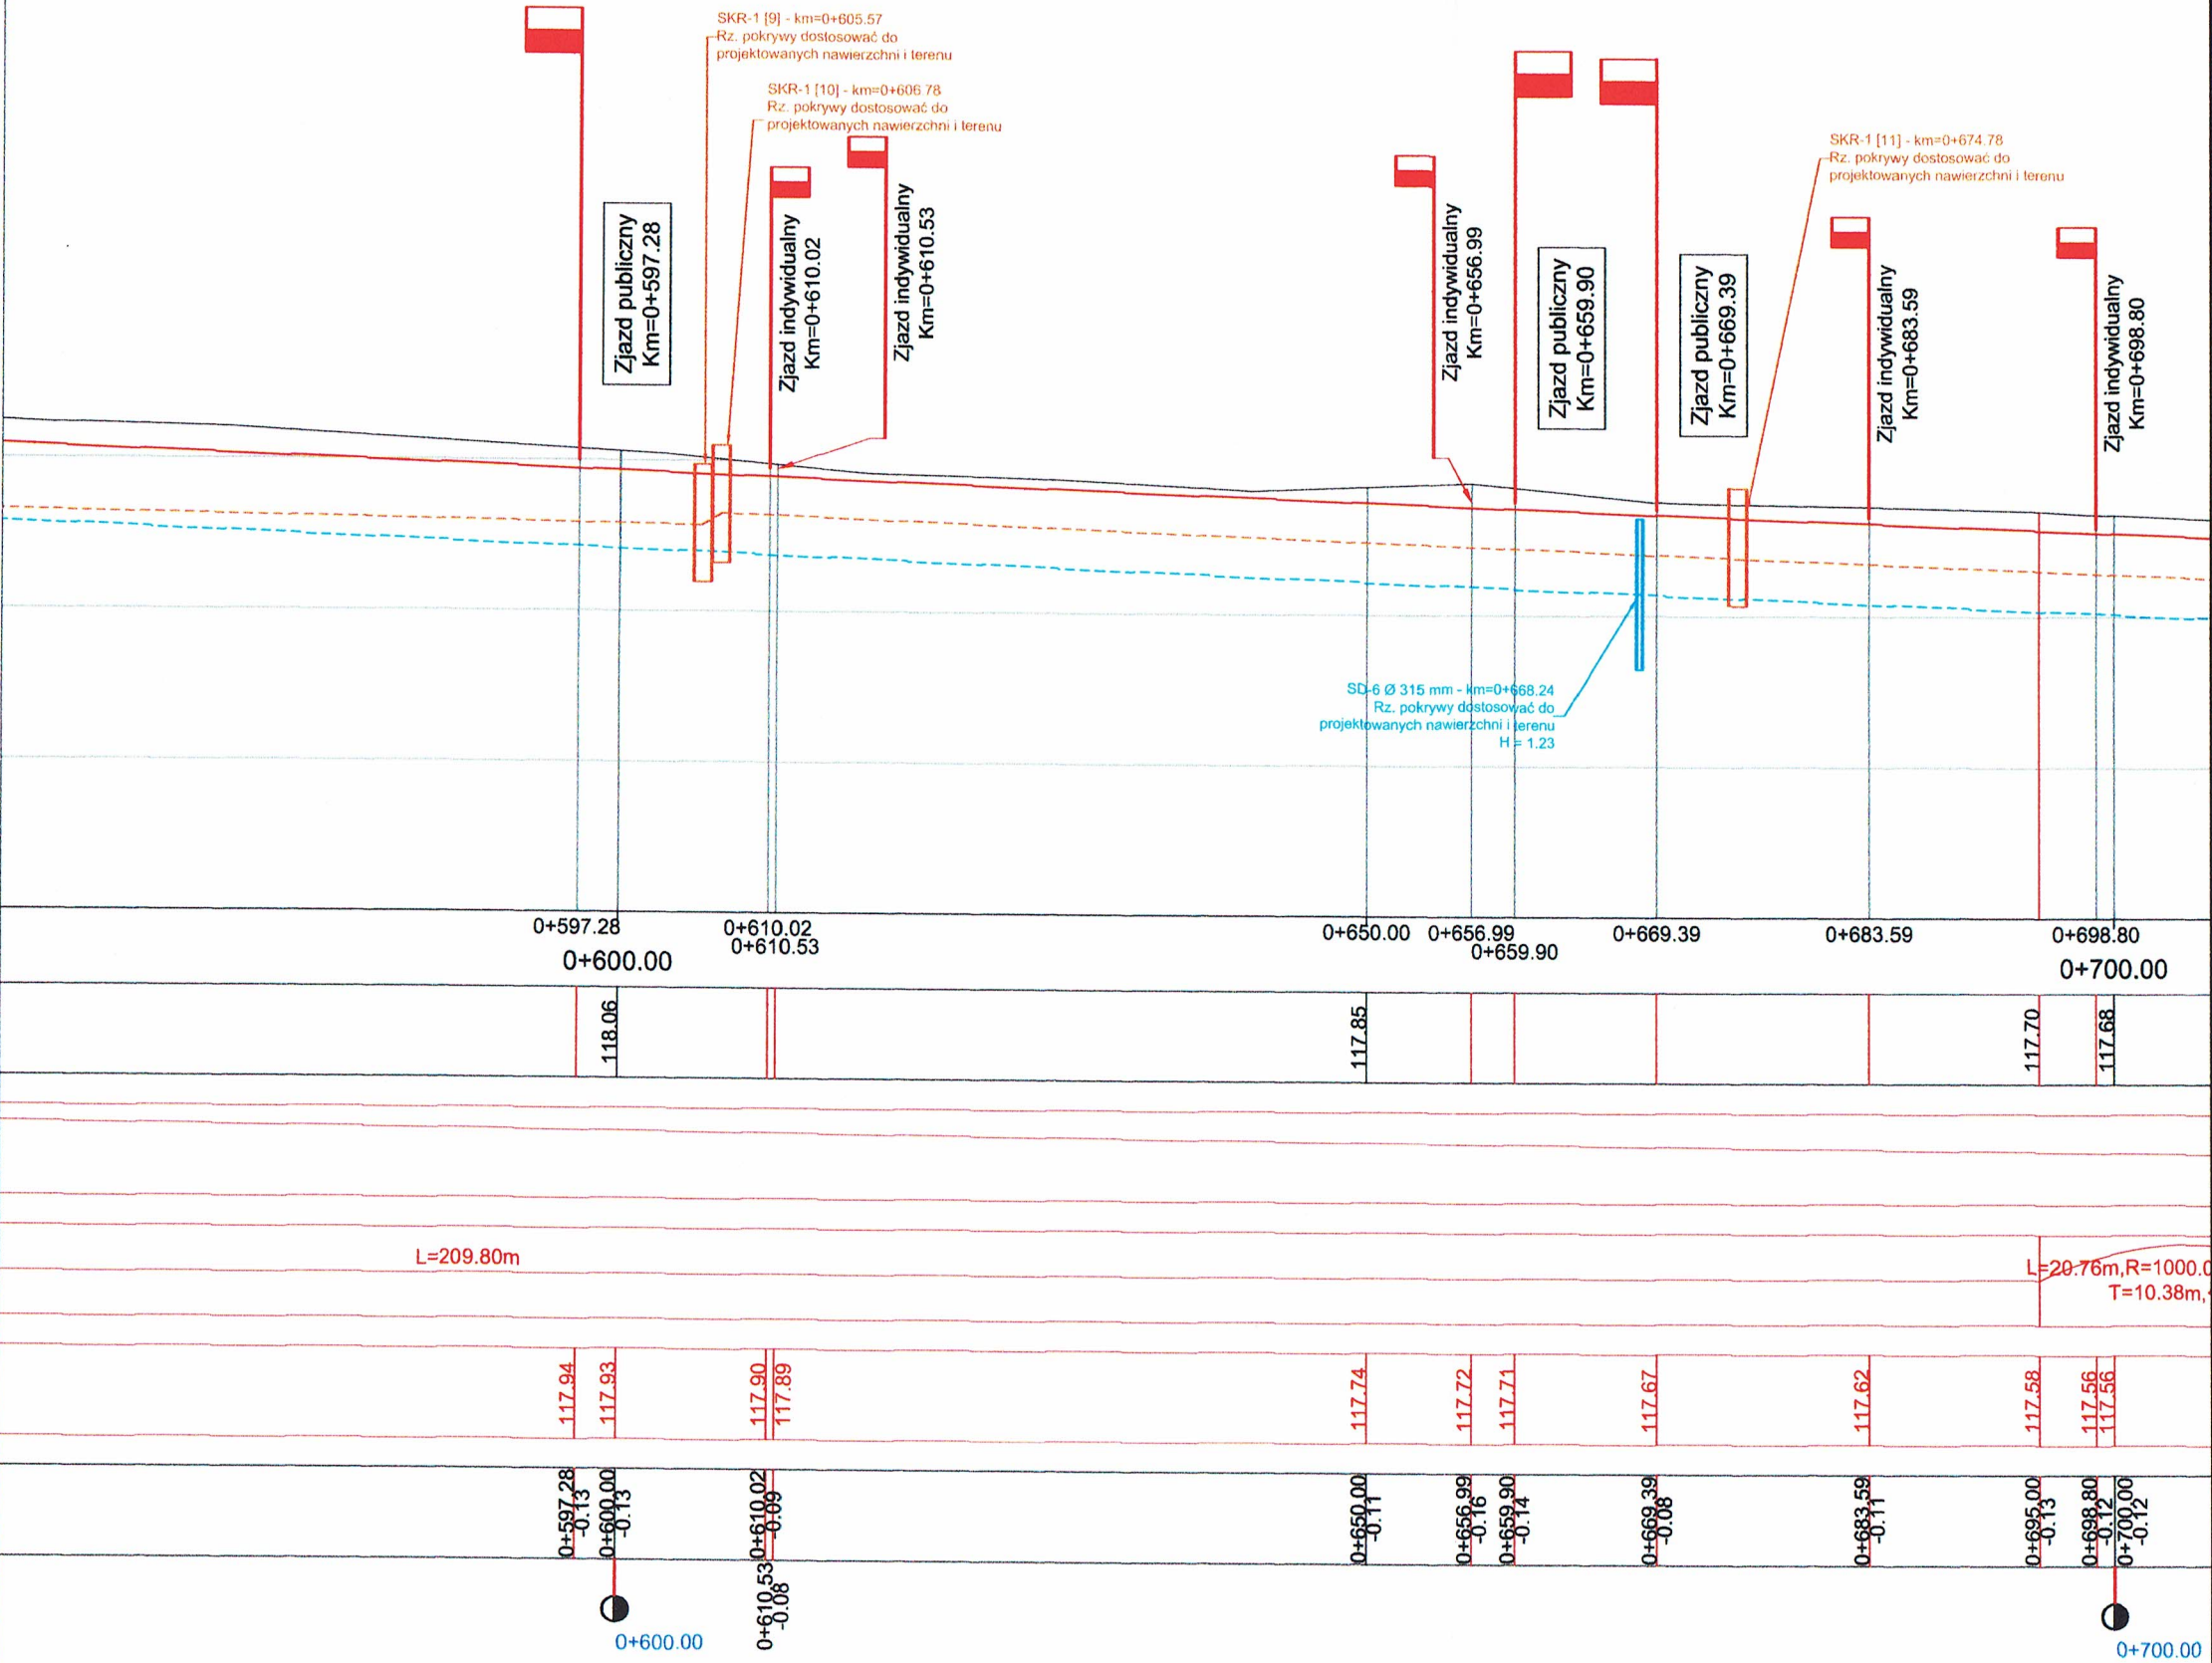 SKR-1 [9] - km=0+605.57
Rz. pokrywy dostosować do
projektowanych nawierzchni i terenu
SKR-1 [10] - km=0+606.78
Rz. pokrywy dostosować do
projektowanych nawierzchni i terenu
SKR-1 [11] - km=0+674.78
Rz. pokrywy dostosować do
projektowanych nawierzchni i terenu
Zjazd publiczny
Km=0+597.28
Zjazd indywidualny
Km=0+610.02
Zjazd indywidualny
Km=0+610.53
Zjazd indywidualny
Km=0+656.99
Zjazd publiczny
Km=0+659.90
Zjazd publiczny
Km=0+669.39
Zjazd indywidualny
Km=0+683.59
Zjazd indywidualny
Km=0+698.80
SD-6 Ø 315 mm - km=0+668.24
Rz. pokrywy dostosować do
projektowanych nawierzchni i terenu
H = 1.23
0+597.28
0+600.00
0+610.02
0+610.53
0+650.00
0+656.99
0+659.90
0+669.39
0+683.59
0+698.80
0+700.00
118.06
117.85
117.70
117.68
L=209.80m
L=20.76m,R=1000.0
T=10.38m,
117.94
117.93
117.90
117.89
117.74
117.72
117.71
117.67
117.62
117.58
117.56
117.56
0+597.28
-0.13
0+600.00
-0.13
0+610.02
-0.09
0+610.53
-0.08
0+650.00
-0.11
0+656.99
-0.16
0+659.90
-0.14
0+669.39
-0.08
0+683.59
-0.11
0+695.00
-0.13
0+698.80
-0.12
0+700.00
-0.12
0+600.00
0+700.00